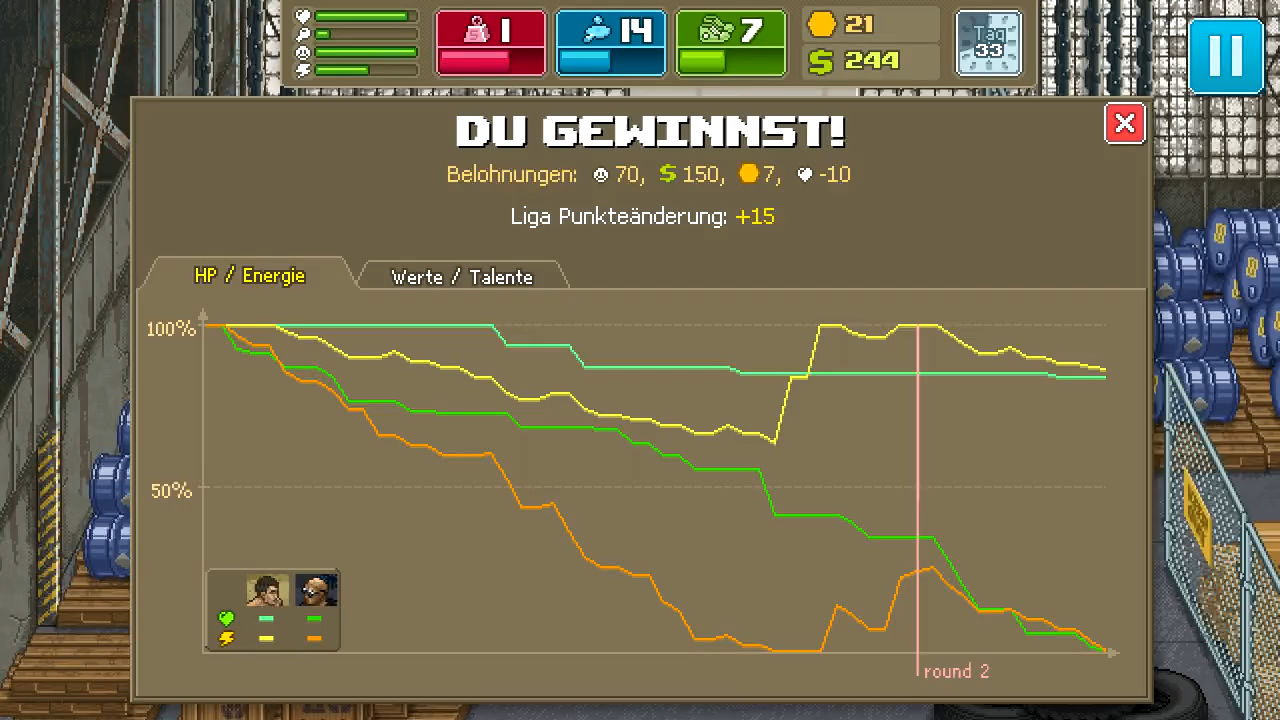 1
14
7
21
244
Taq
33
DU GEWINNST!
Belohnungen: 70, $ 150, 7, -10
Liga Punkteänderung: +15
HP / Energie
Werte / Talente
100%
50%
round 2